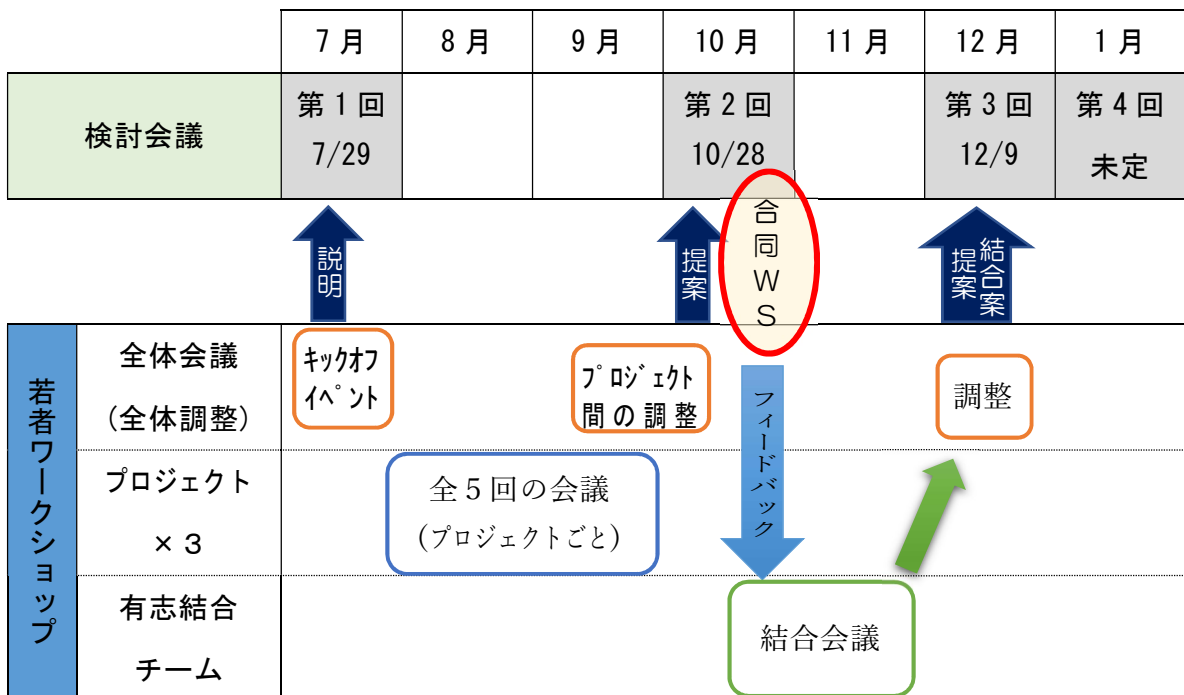 7月
8月
9月
10月
11月
12月
1月
検討会議
第1回
7/29
第2回
10/28
第3回
12/9
第4回
未定
説明
提案
合同WS
結合案
提案
若者ワークショップ
全体会議
(全体調整)
キックオフ
イベント
プロジェクト
間の調整
調整
フィードバック
プロジェクト
×3
全5回の会議
(プロジェクトごと)
有志結合
チーム
結合会議